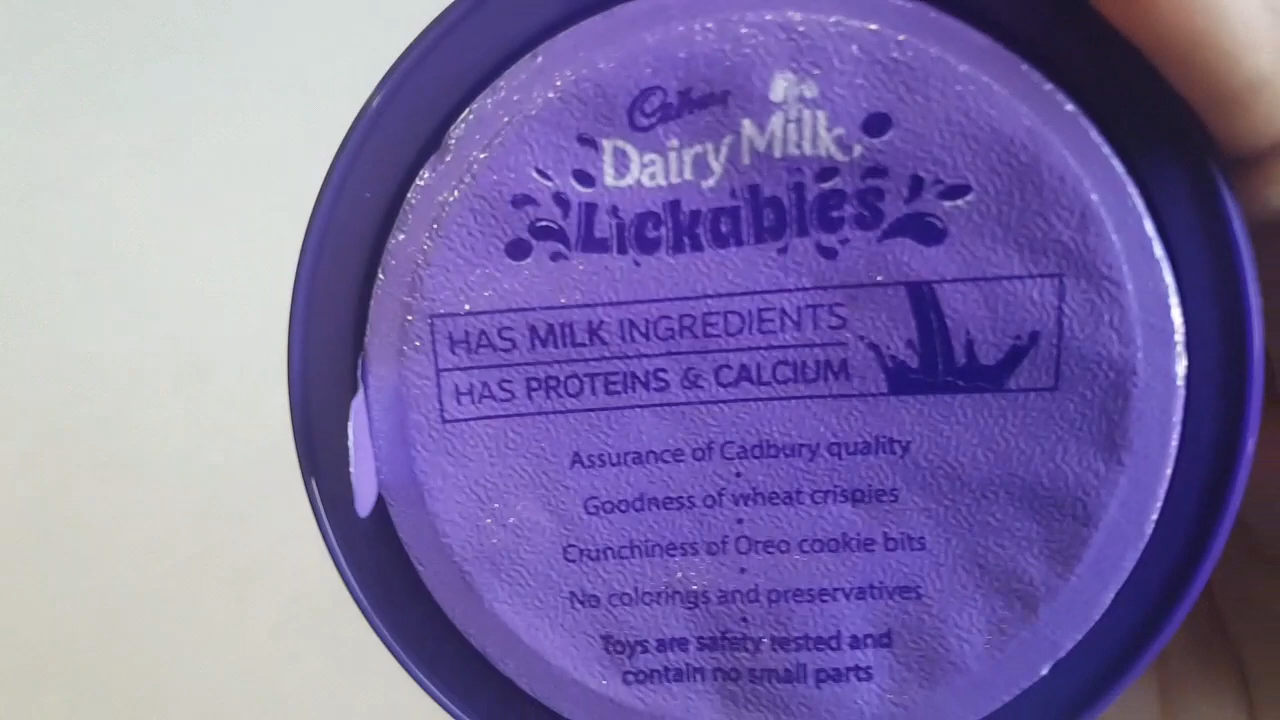 Cadbury
Dairy Milk
Lickables
HAS MILK INGREDIENTS
HAS PROTEINS & CALCIUM
Assurance of Cadbury quality
•
Goodness of wheat crispies
•
Crunchiness of Oreo cookie bits
•
No colorings and preservatives
•
Toys are safety tested and
contain no small parts